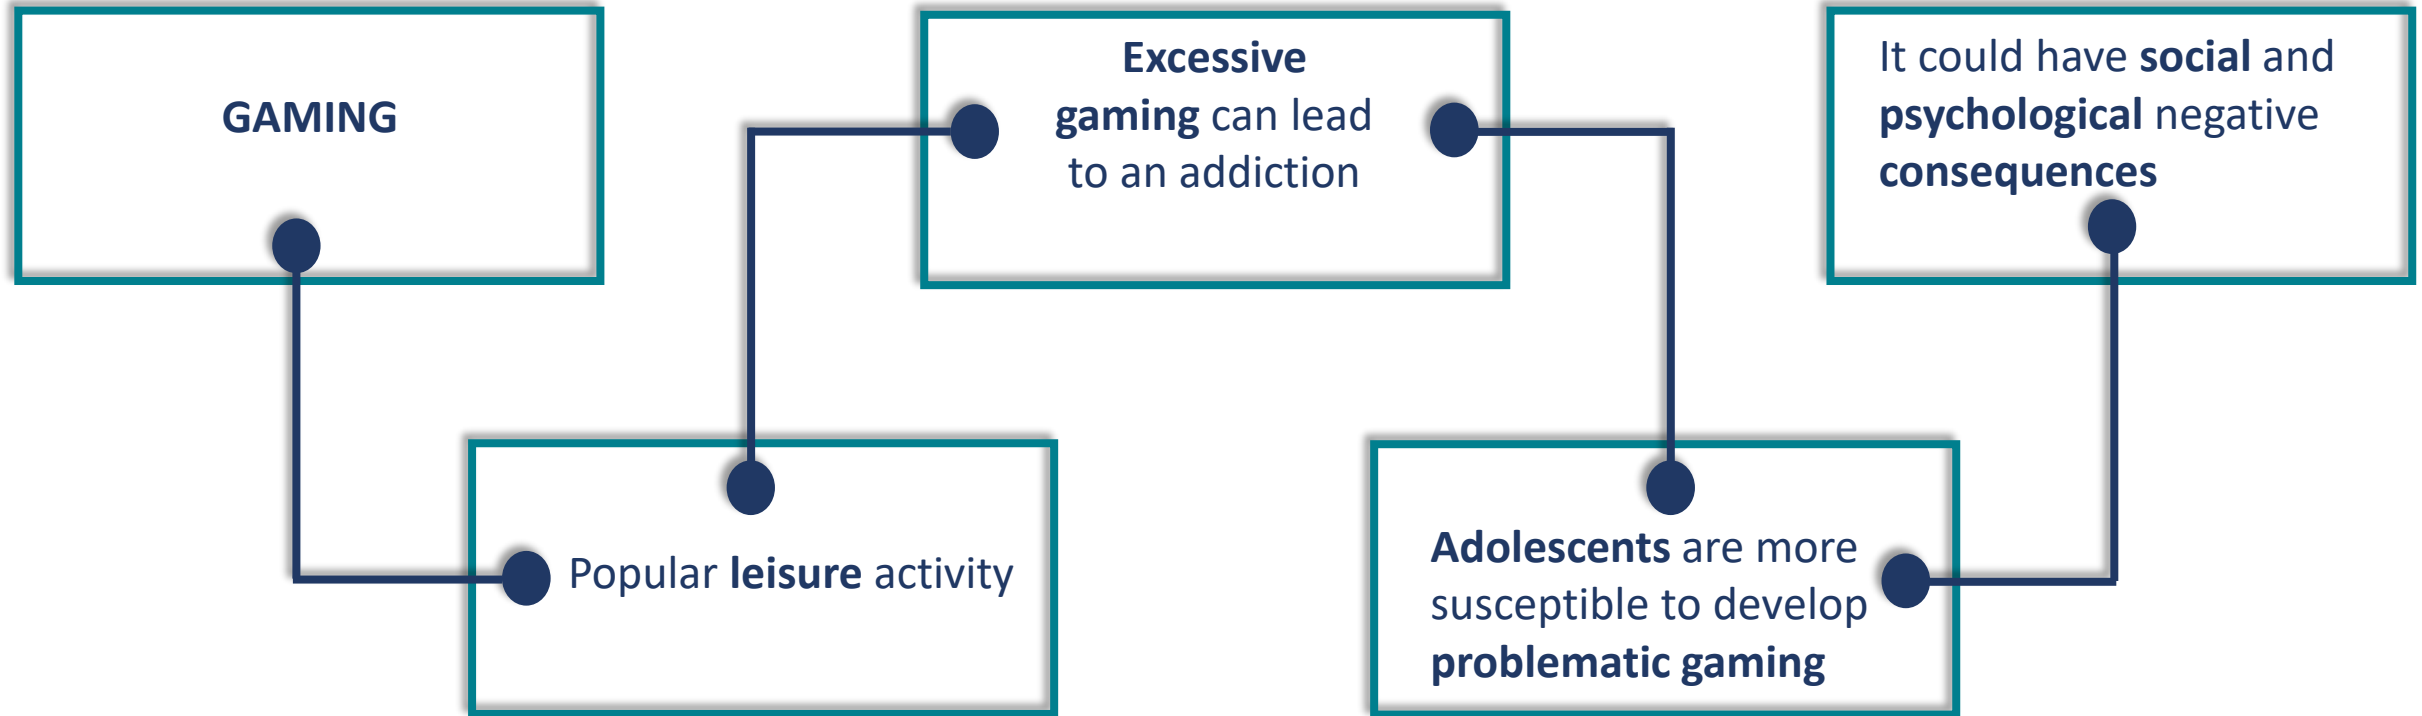 GAMING
Popular leisure activity
Excessive
gaming can lead
to an addiction
Adolescents are more
susceptible to develop
problematic gaming
It could have social and
psychological negative
consequences